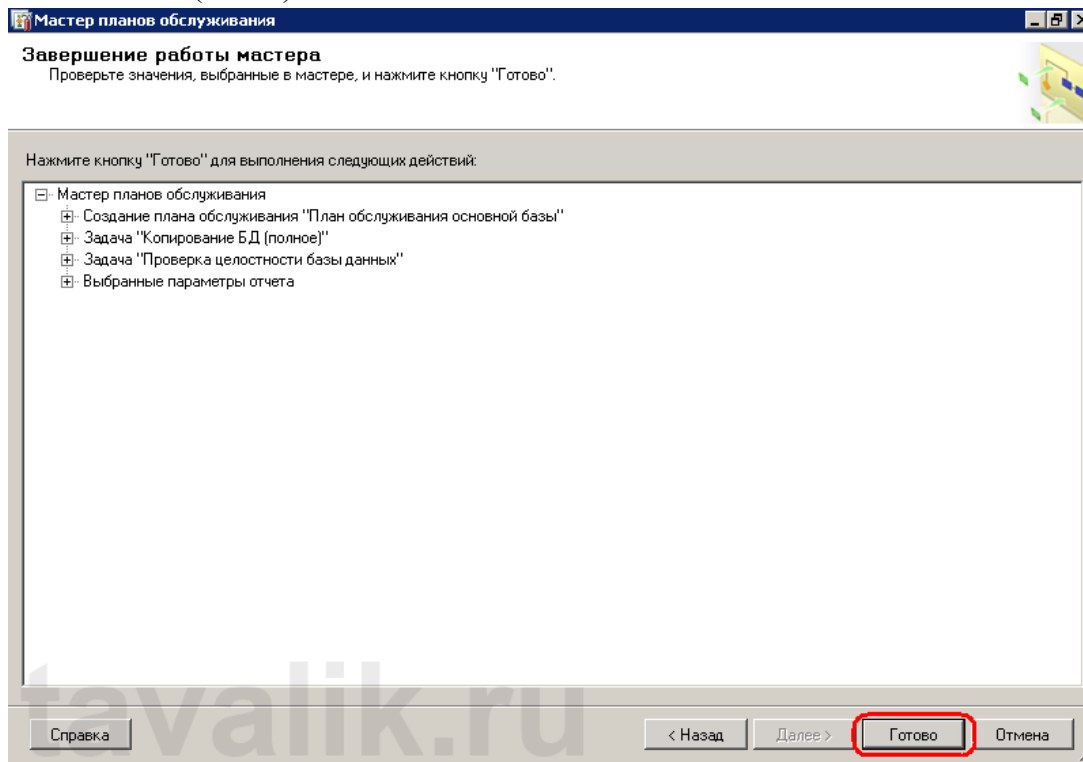 Мастер планов обслуживания
Завершение работы мастера
Проверьте значения, выбранные в мастере, и нажмите кнопку "Готово".
Нажмите кнопку "Готово" для выполнения следующих действий:
Мастер планов обслуживания
Создание плана обслуживания "План обслуживания основной базы"
Задача "Копирование БД (полное)"
Задача "Проверка целостности базы данных"
Выбранные параметры отчета
tavalik.ru
Справка
< Назад
Далее >
Готово
Отмена